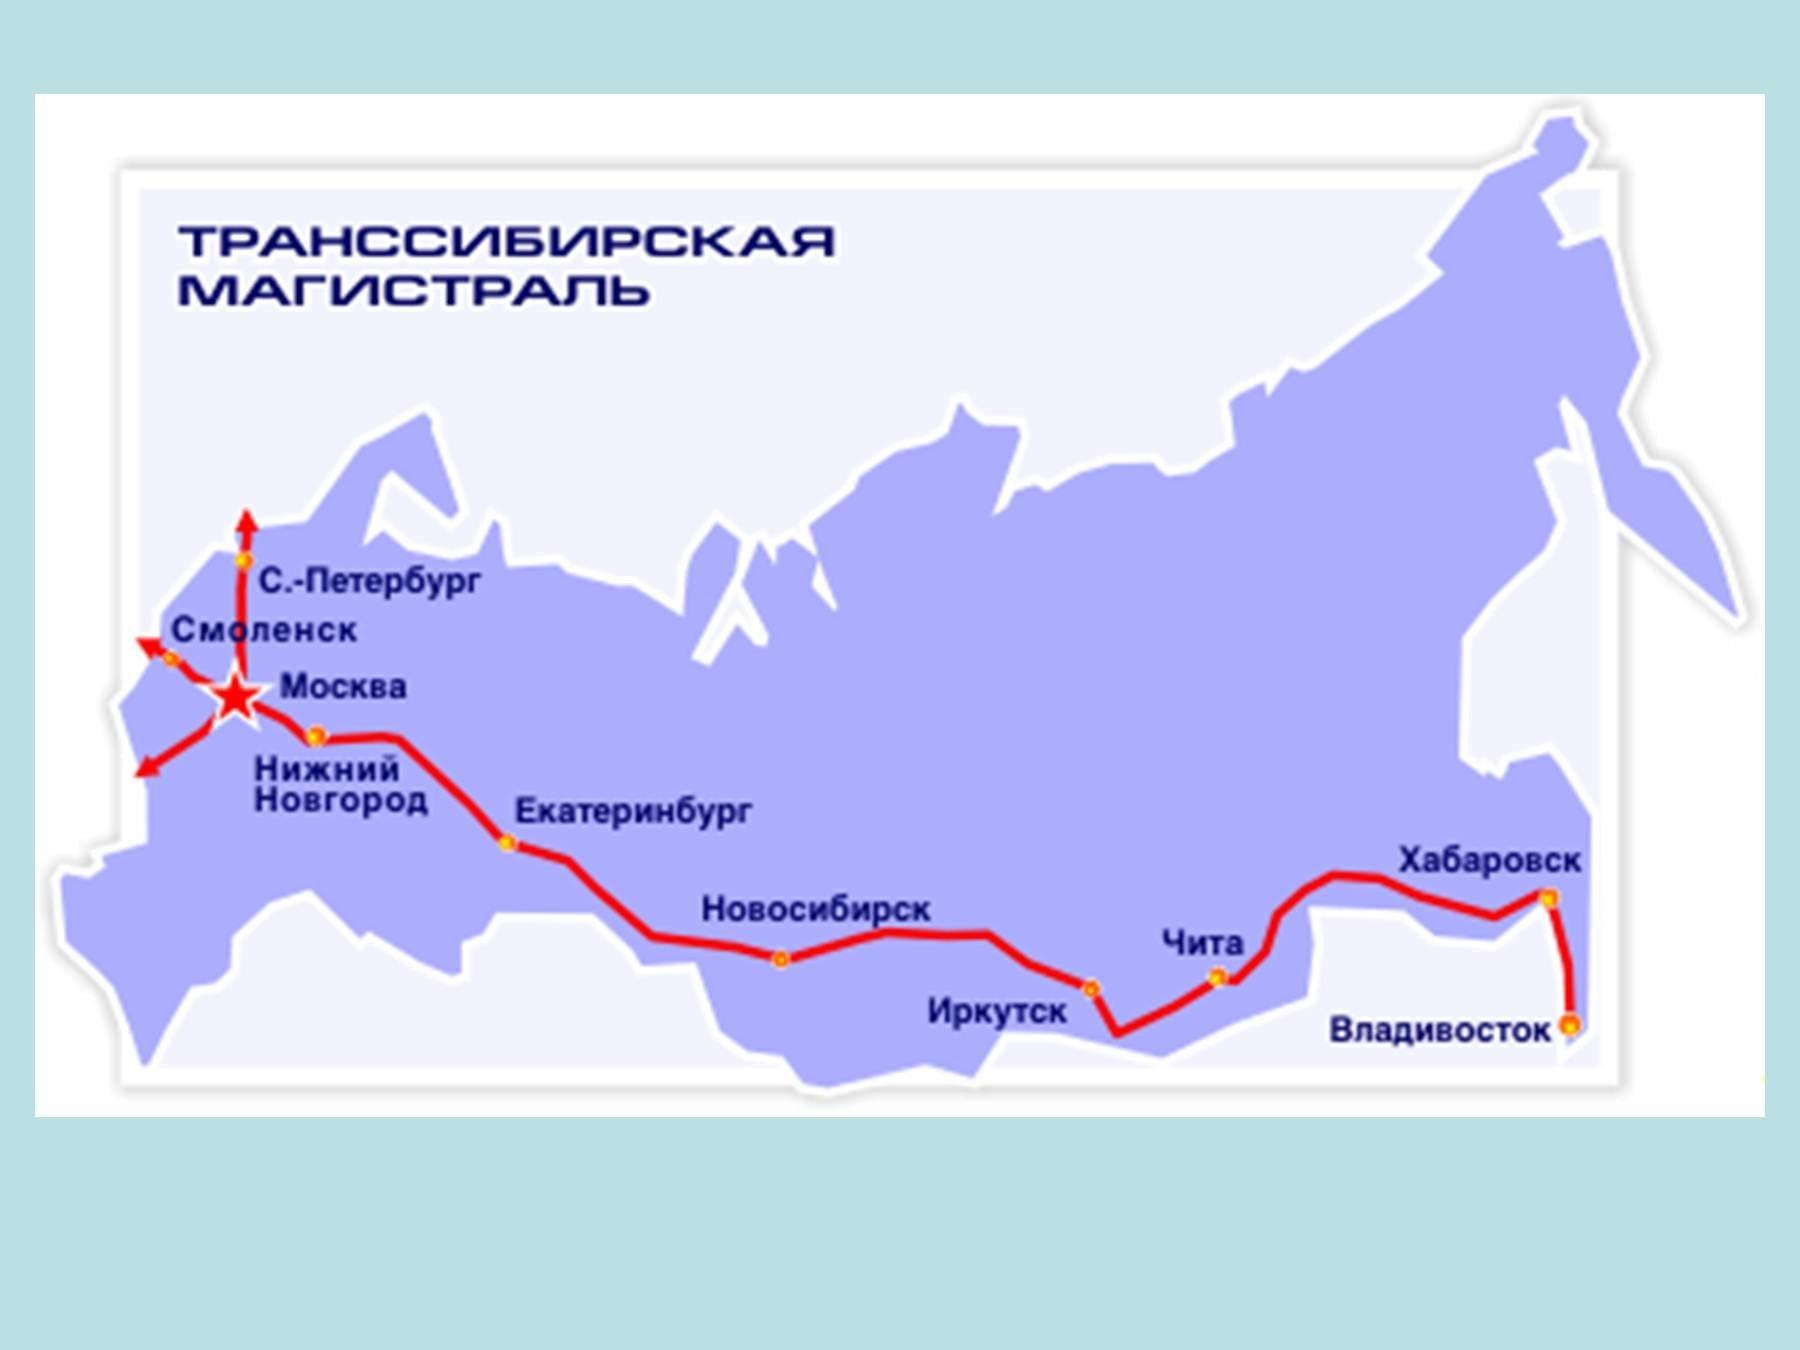 ТРАНССИБИРСКАЯ
МАГИСТРАЛЬ
С.-Петербург
Смоленск
Москва
Нижний
Новгород
Екатеринбург
Новосибирск
Иркутск
Чита
Хабаровск
Владивосток